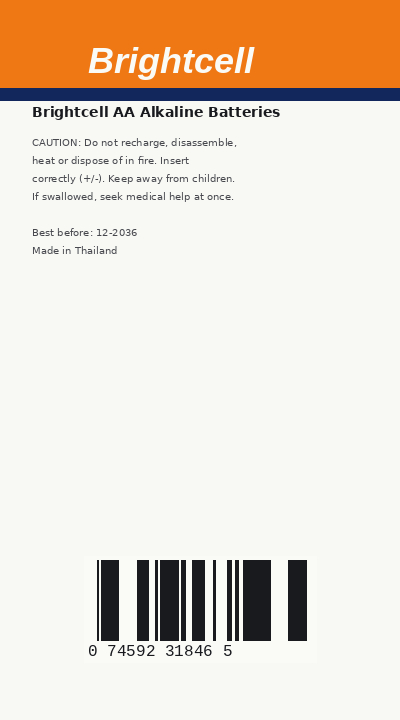 Brightcell
Brightcell AA Alkaline Batteries
CAUTION: Do not recharge, disassemble,
heat or dispose of in fire. Insert
correctly (+/-). Keep away from children.
If swallowed, seek medical help at once.
Best before: 12-2036
Made in Thailand
0 74592 31846 5